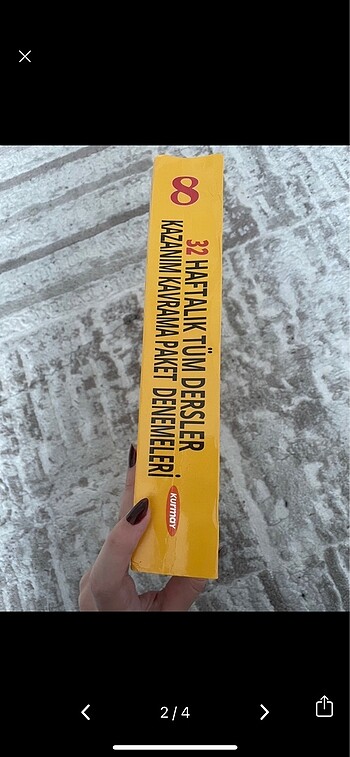 8
32 HAFTALIK TÜM DERSLER
KAZANIM KAVRAMA PAKET DENEMELERİ
KURMAY
2 / 4